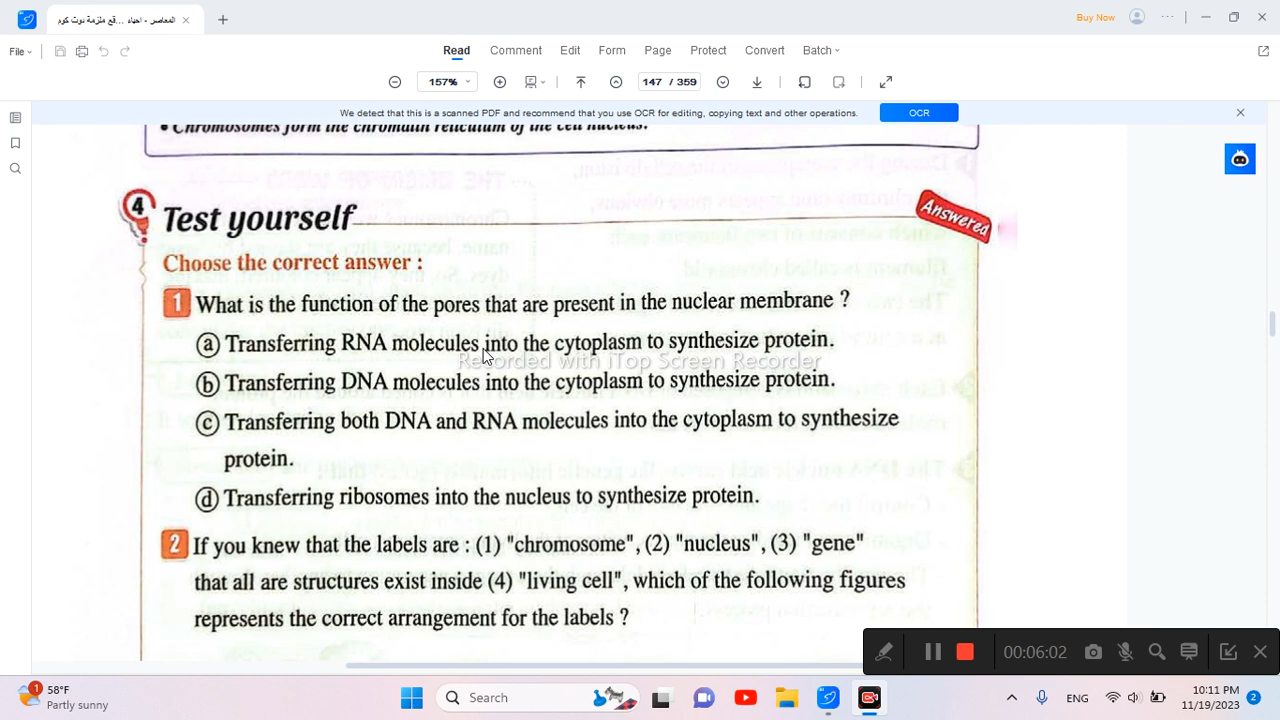 المعاصر - احياء ...قع ملزمة دوت كوم
Buy Now
File
Read Comment Edit Form Page Protect Convert Batch
157% 147 / 359
We detect that this is a scanned PDF and recommend that you use OCR for editing, copying text and other operations. OCR
• Chromosomes form the chromatin reticulum of the cell nucleus.
4 Test yourself Answered
Choose the correct answer :
1 What is the function of the pores that are present in the nuclear membrane ?
a Transferring RNA molecules into the cytoplasm to synthesize protein.
Recorded with iTop Screen Recorder
b Transferring DNA molecules into the cytoplasm to synthesize protein.
c Transferring both DNA and RNA molecules into the cytoplasm to synthesize
protein.
d Transferring ribosomes into the nucleus to synthesize protein.
2 If you knew that the labels are : (1) "chromosome", (2) "nucleus", (3) "gene"
that all are structures exist inside (4) "living cell", which of the following figures
represents the correct arrangement for the labels ?
00:06:02
1 58°F
Partly sunny
Search
ENG
10:11 PM
11/19/2023
2